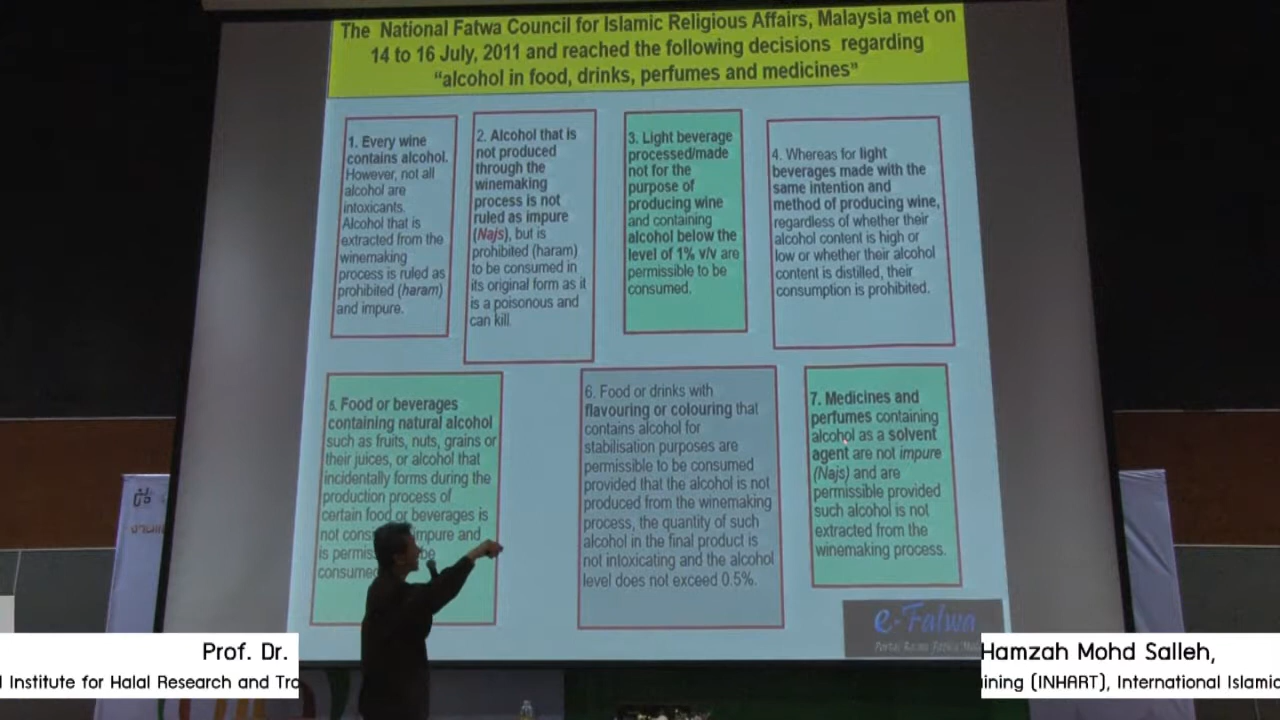 The National Fatwa Council for Islamic Religious Affairs, Malaysia met on
14 to 16 July, 2011 and reached the following decisions regarding
“alcohol in food, drinks, perfumes and medicines”
1. Every wine
contains alcohol.
However, not all
alcohol are
intoxicants.
Alcohol that is
extracted from the
winemaking
process is ruled as
prohibited (haram)
and impure.
2. Alcohol that is
not produced
through the
winemaking
process is not
ruled as impure
(Najs), but is
prohibited (haram)
to be consumed in
its original form as it
is a poisonous and
can kill.
3. Light beverage
processed/made
not for the
purpose of
producing wine
and containing
alcohol below the
level of 1% v/v are
permissible to be
consumed.
4. Whereas for light
beverages made with the
same intention and
method of producing wine,
regardless of whether their
alcohol content is high or
low or whether their alcohol
content is distilled, their
consumption is prohibited.
5. Food or beverages
containing natural alcohol
such as fruits, nuts, grains or
their juices, or alcohol that
incidentally forms during the
production process of
certain food or beverages is
not impure and
is be
6. Food or drinks with
flavouring or colouring that
contains alcohol for
stabilisation purposes are
permissible to be consumed
provided that the alcohol is not
produced from the winemaking
process, the quantity of such
alcohol in the final product is
not intoxicating and the alcohol
level does not exceed 0.5%.
7. Medicines and
perfumes containing
alcohol as a solvent
agent are not impure
(Najs) and are
permissible provided
such alcohol is not
extracted from the
winemaking process.
e-Fatwa
Prof. Dr. Hamzah Mohd Salleh,
Institute for Halal Research and (INHART), International Islamic